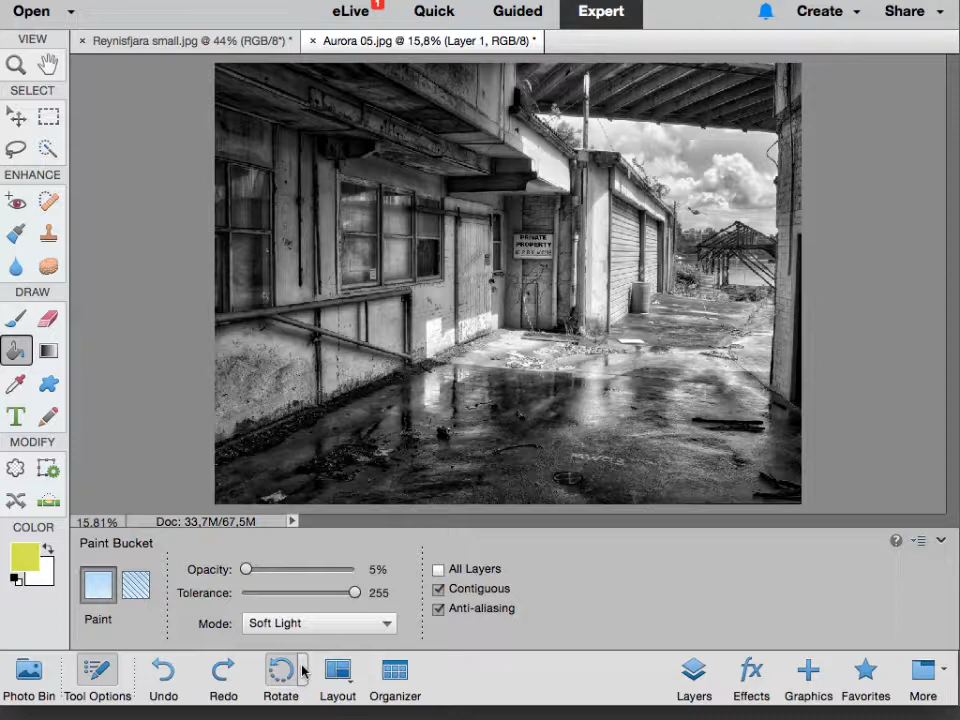 Open eLive 1 Quick Guided Expert Create Share
VIEW × Reynisfjara small.jpg @ 44% (RGB/8*) * × Aurora 05.jpg @ 15,8% (Layer 1, RGB/8) *
SELECT
ENHANCE
PRIVATE
PROPERTY
DRAW
T
MODIFY
COLOR 15.81% Doc: 33,7M/67,5M
Paint Bucket ?
Opacity: 5% All Layers
Tolerance: 255 Contiguous
Anti-aliasing
Paint Mode: Soft Light
fx
Photo Bin Tool Options Undo Redo Rotate Layout Organizer Layers Effects Graphics Favorites More